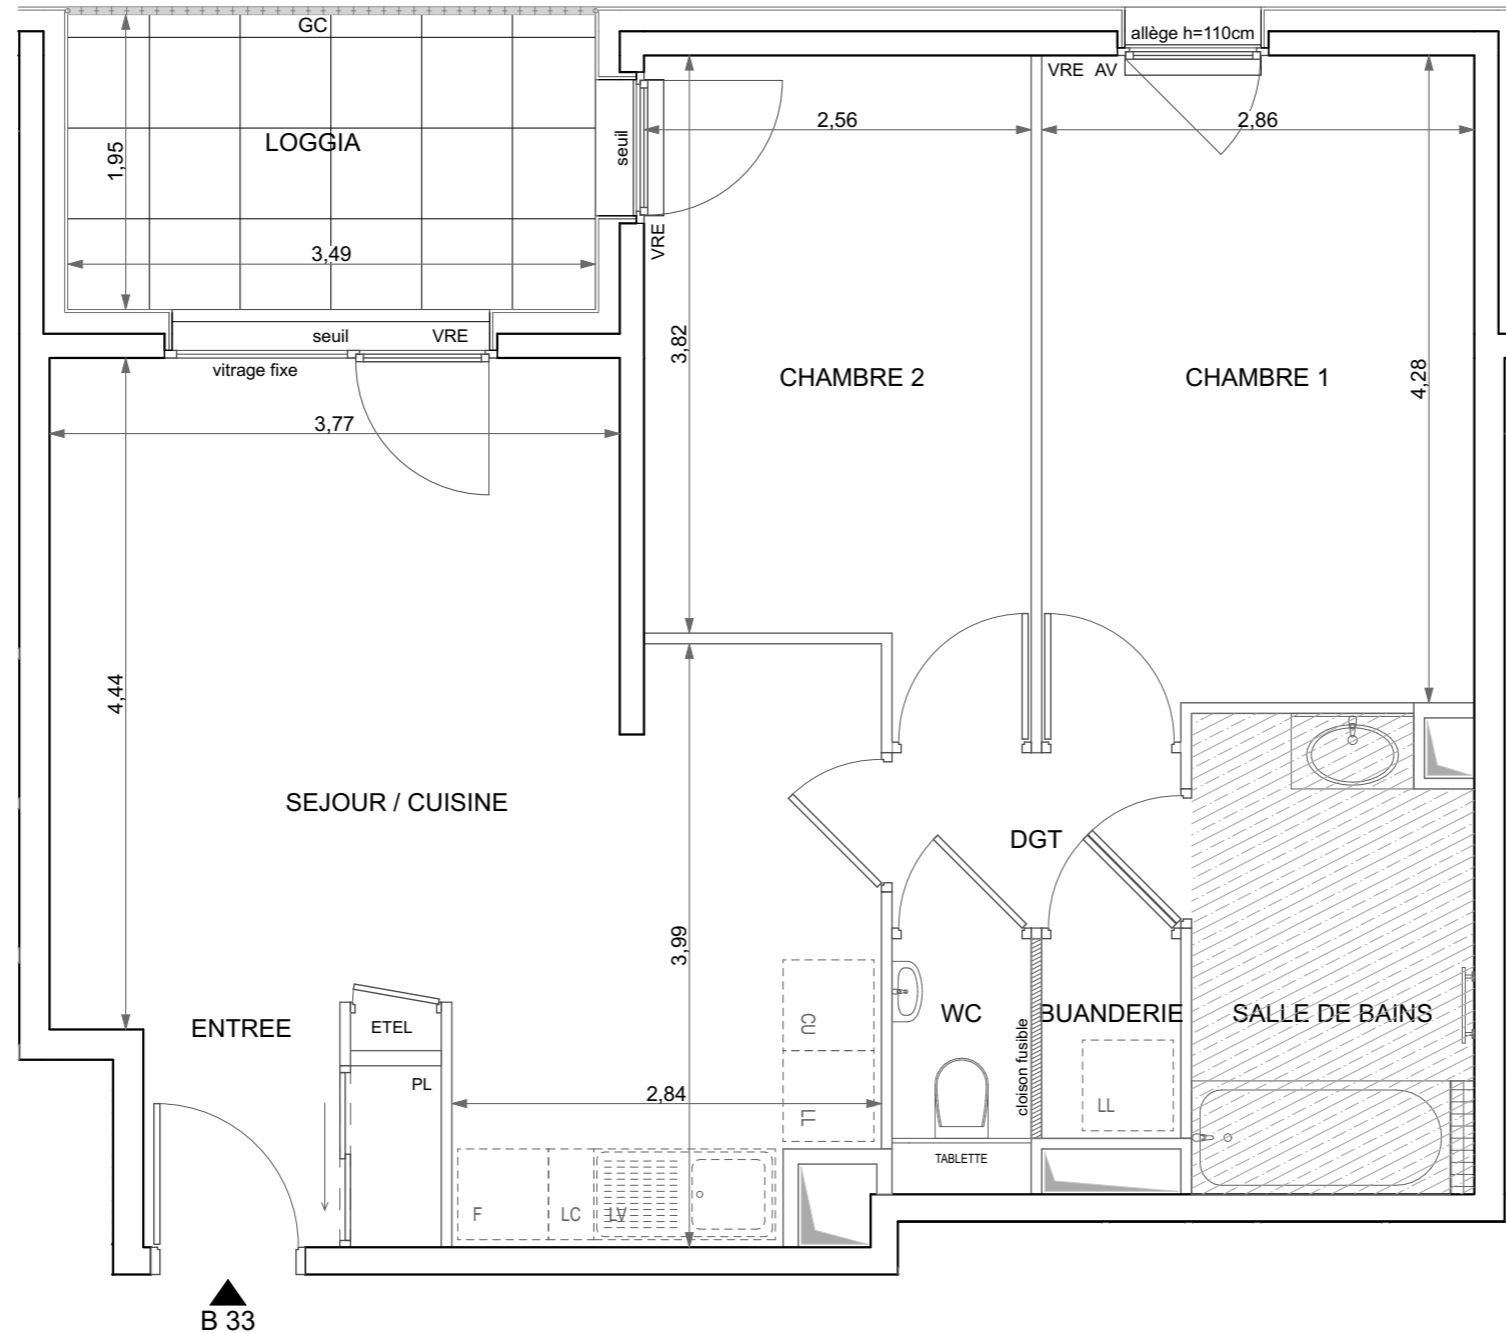 GC
allège h=110cm
VRE AV
LOGGIA
1,95
seuil
2,56
2,86
3,49
VRE
seuil
VRE
vitrage fixe
3,82
CHAMBRE 2
CHAMBRE 1
4,28
3,77
4,44
SEJOUR / CUISINE
DGT
3,99
ENTREE
ETEL
CU
WC
cloison fusible
BUANDERIE
SALLE DE BAINS
PL
2,84
LL
LL
TABLETTE
F
LC
LV
B 33